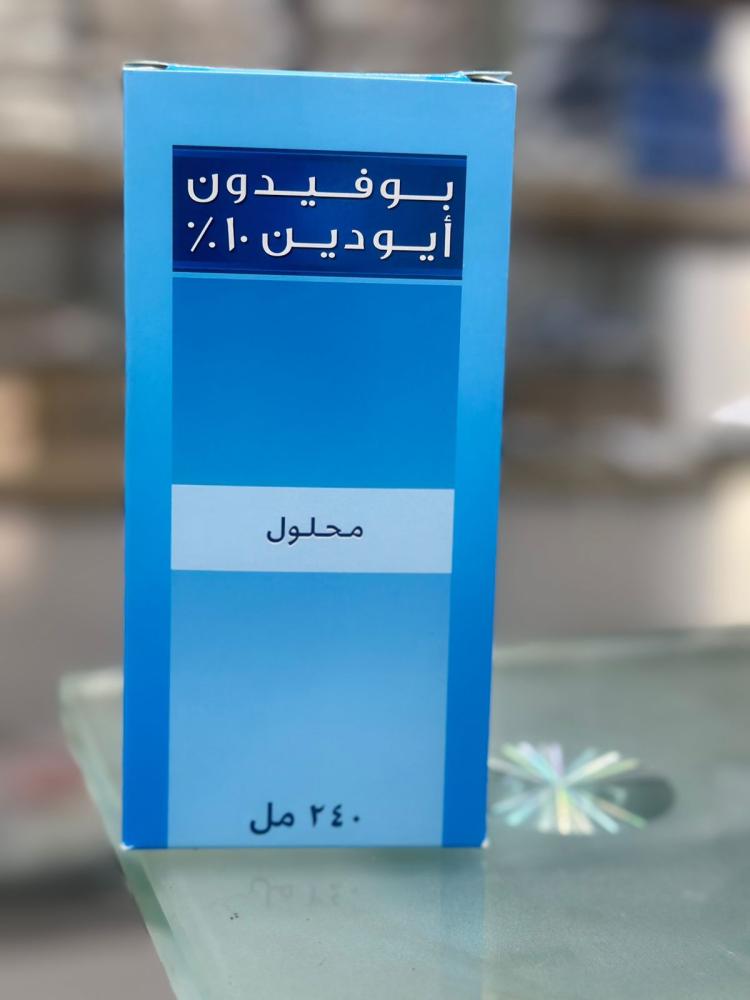 بوفيدون
أيودين ١٠٪
محلول
٢٤٠ مل